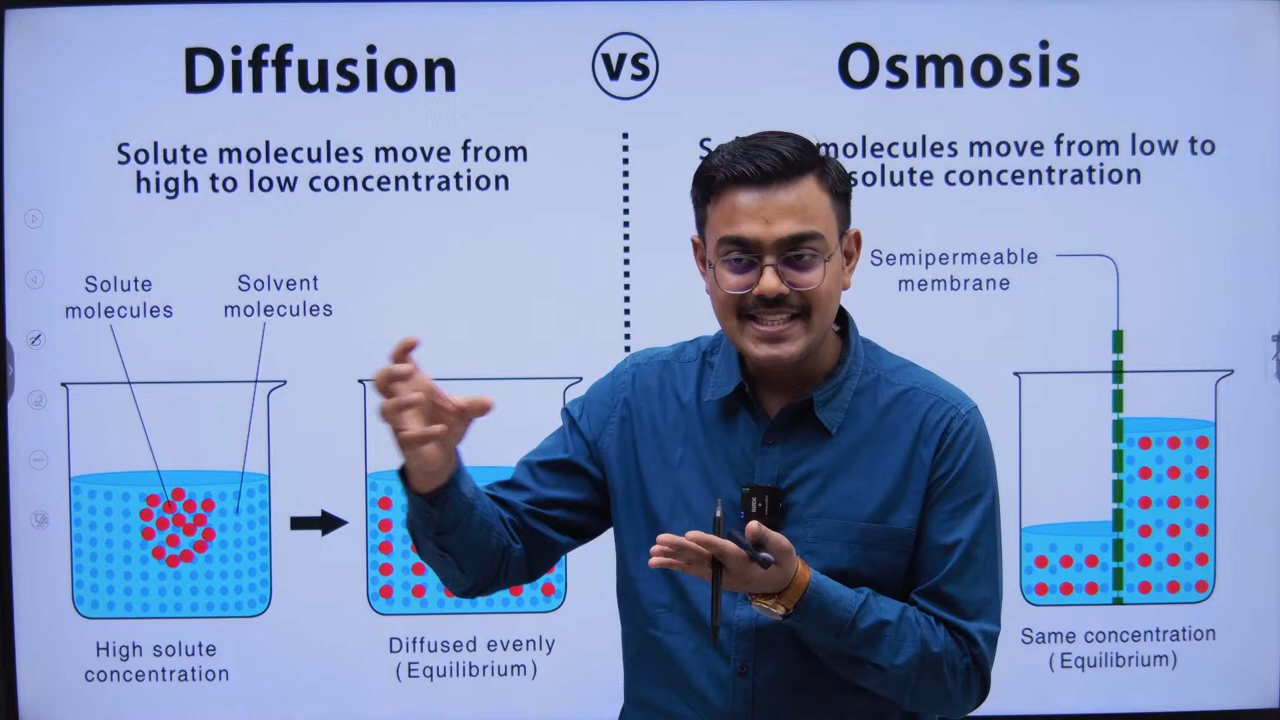 Diffusion
VS
Osmosis
Solute molecules move from
high to low concentration
molecules move from low to
solute concentration
Solute
molecules
Solvent
molecules
Semipermeable
membrane
High solute
concentration
Diffused evenly
(Equilibrium)
Same concentration
(Equilibrium)